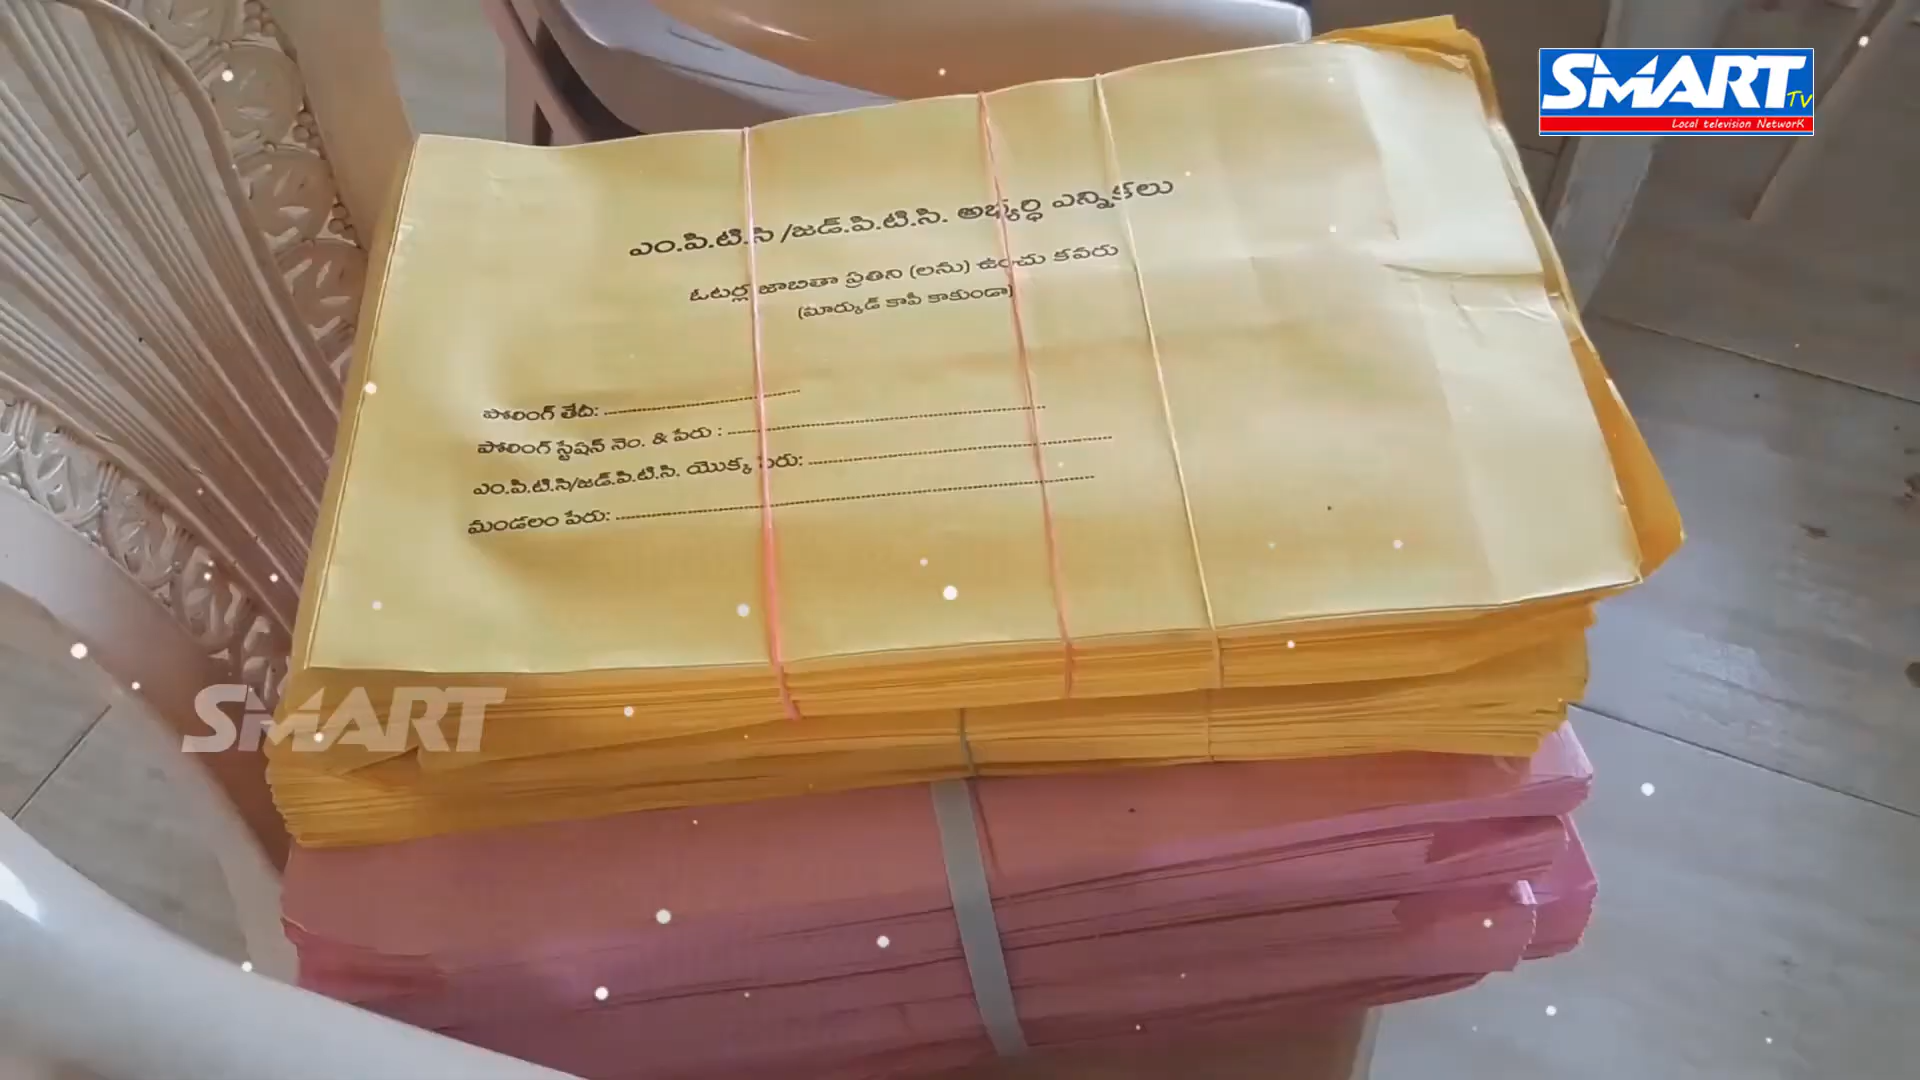 SMART TV
Local television Network
ఎం.పి.టి.సి /జడ్.పి.టి.సి. అభ్యర్ధి ఎన్నికలు
ఓటర్ల జాబితా ప్రతిని (లను) ఉంచు కవరు
(మార్కుడ్ కాపీ కాకుండా)
పోలింగ్ తేది:
పోలింగ్ స్టేషన్ నెం. & పేరు :
ఎం.పి.టి.సి/జడ్.పి.టి.సి. యొక్క పేరు:
మండలం పేరు:
SMART